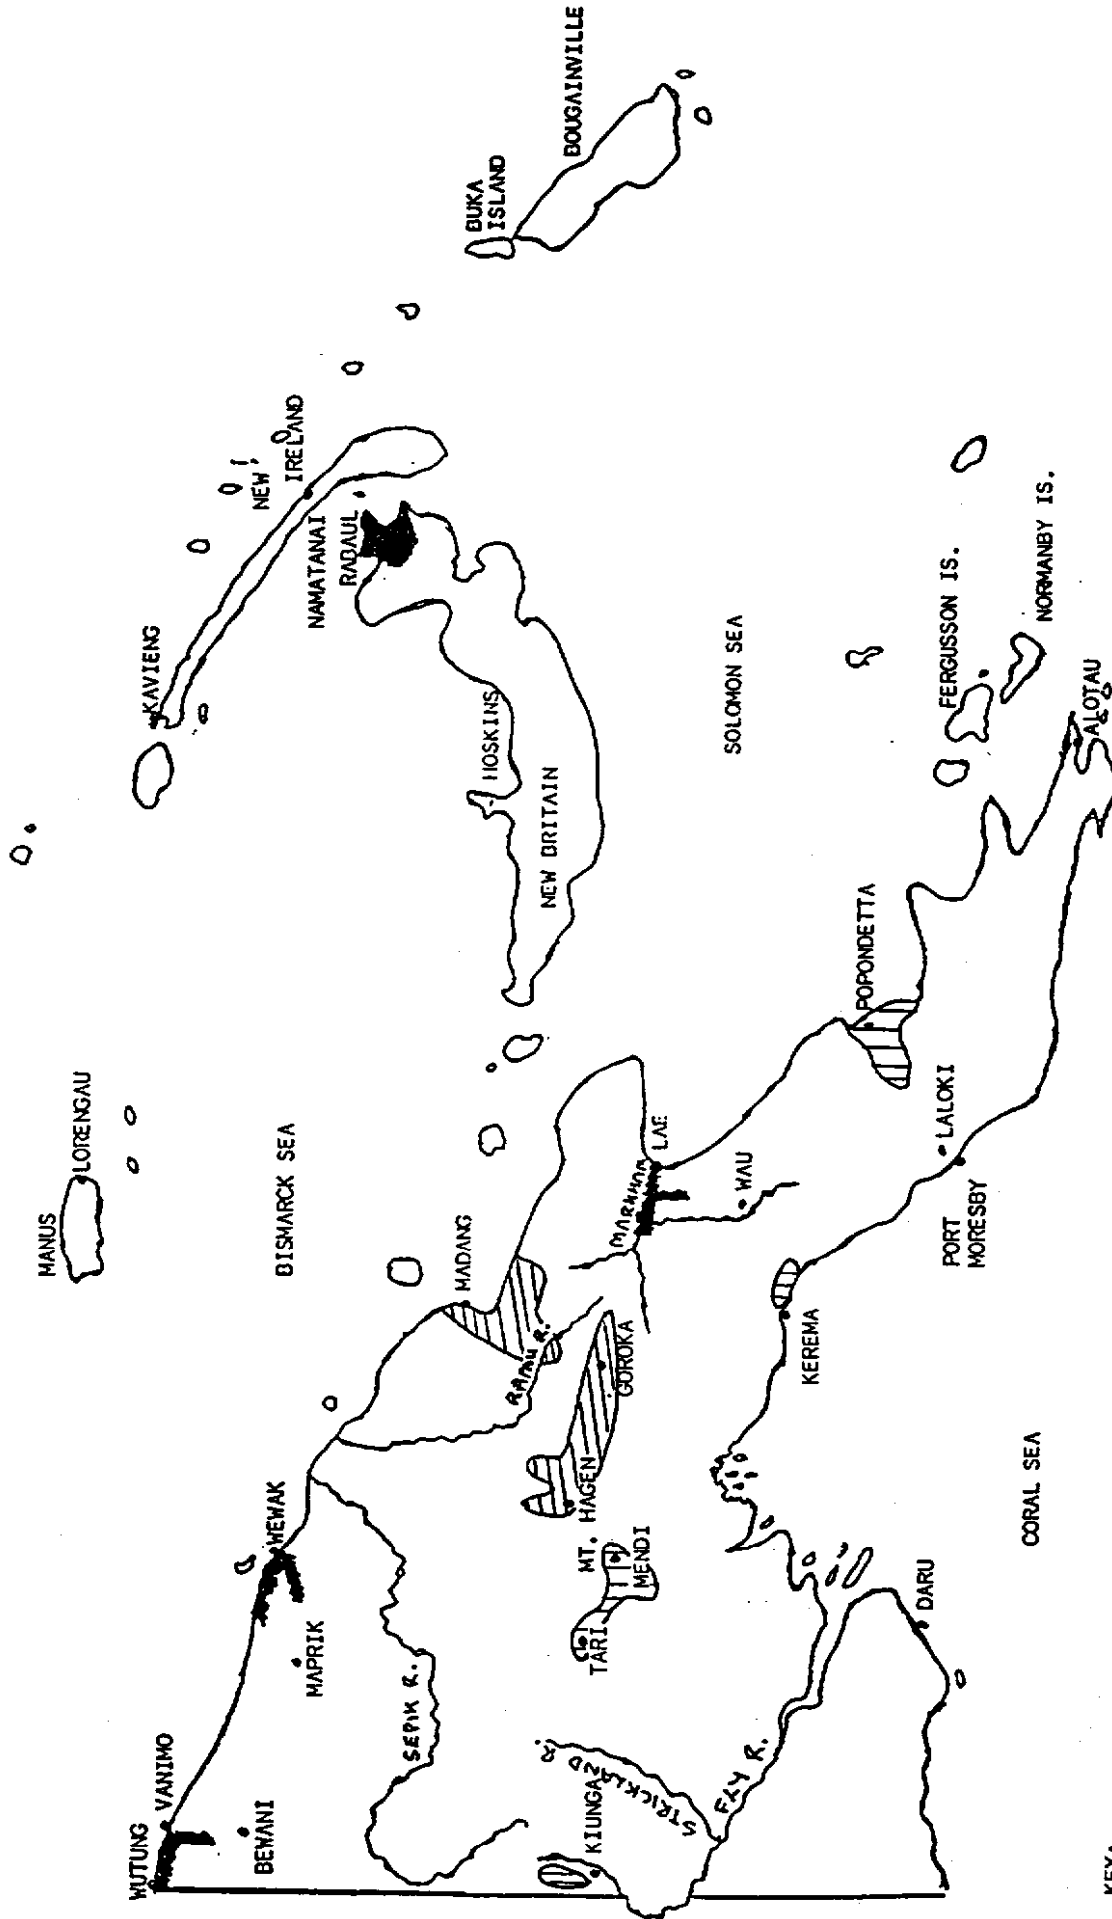 MANUS
LORENGAU
WUTUNG
VANIMO
KAVIENG
BEWANI
WEWAK
MAPRIK
BISMARCK SEA
NEW
IRELAND
NAMATANAI
RABAUL
SEPIK R.
MADANG
HOSKINS
BUKA
ISLAND
RAMU R.
NEW BRITAIN
BOUGAINVILLE
STRICKLAND R.
KIUNGA
TARI
MT. HAGEN
MENDI
GOROKA
MARKHAM
LAE
WAU
FLY R.
SOLOMON SEA
KEREMA
POPONDETTA
DARU
LALOKI
PORT
MORESBY
FERGUSSON IS.
CORAL SEA
NORMANBY IS.
ALOTAU